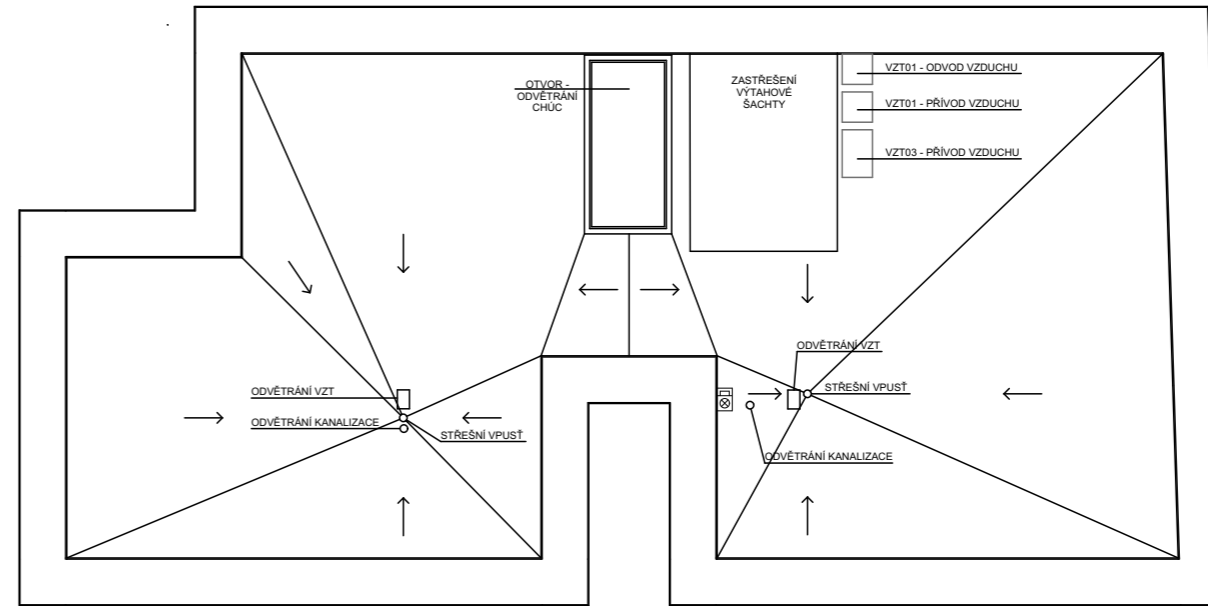 OTVOR -
ODVĚTRÁNÍ
CHÚC
ZASTŘEŠENÍ
VÝTAHOVÉ
ŠACHTY
VZT01 - ODVOD VZDUCHU
VZT01 - PŘÍVOD VZDUCHU
VZT03 - PŘÍVOD VZDUCHU
ODVĚTRÁNÍ VZT
ODVĚTRÁNÍ KANALIZACE
STŘEŠNÍ VPUSŤ
ODVĚTRÁNÍ VZT
STŘEŠNÍ VPUSŤ
ODVĚTRÁNÍ KANALIZACE